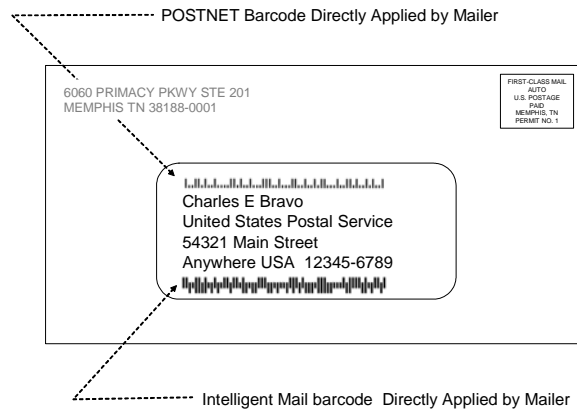 POSTNET Barcode Directly Applied by Mailer
6060 PRIMACY PKWY STE 201
MEMPHIS TN 38188-0001
FIRST-CLASS MAIL
AUTO
U.S. POSTAGE
PAID
MEMPHIS, TN
PERMIT NO. 1
Charles E Bravo
United States Postal Service
54321 Main Street
Anywhere USA 12345-6789
Intelligent Mail barcode Directly Applied by Mailer